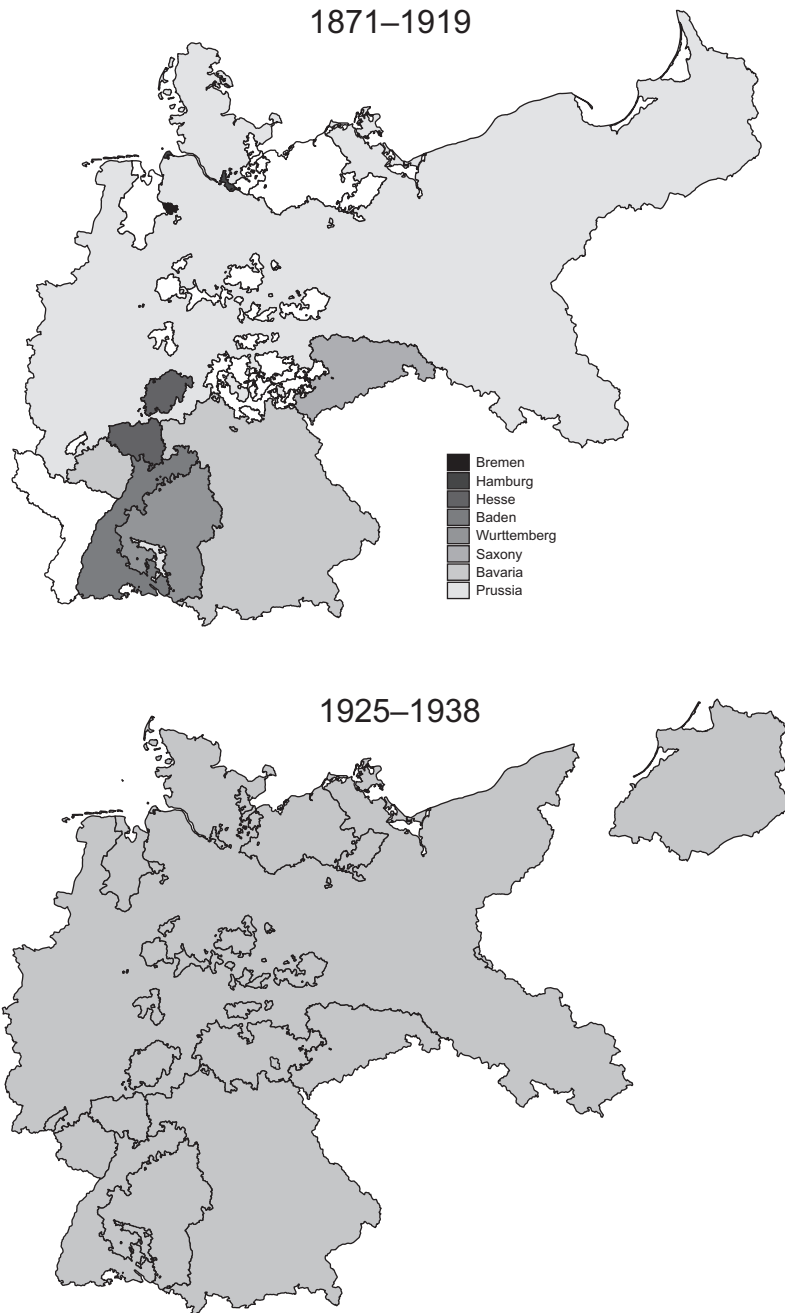 1871–1919
Bremen
Hamburg
Hesse
Baden
Wurttemberg
Saxony
Bavaria
Prussia
1925–1938